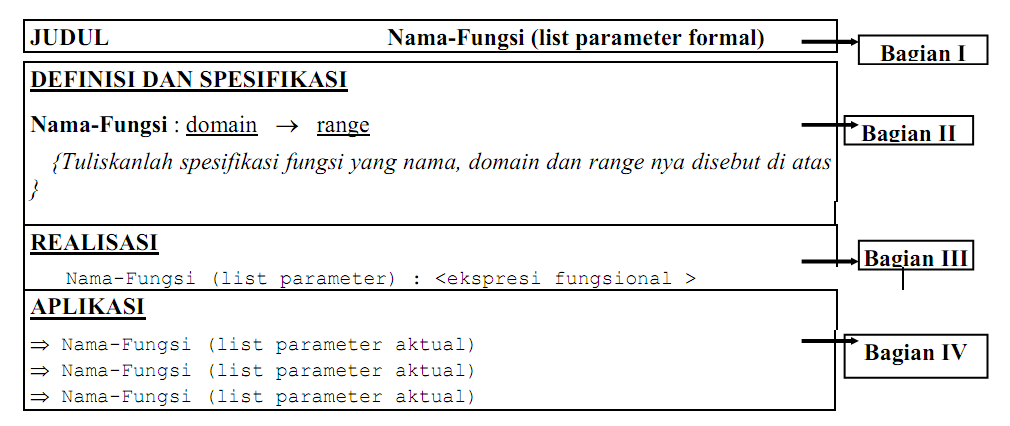 JUDUL Nama-Fungsi (list parameter formal)
Bagian I
DEFINISI DAN SPESIFIKASI
Nama-Fungsi : domain → range
Bagian II
{Tuliskanlah spesifikasi fungsi yang nama, domain dan range nya disebut di atas
}
REALISASI
Bagian III
Nama-Fungsi (list parameter) : <ekspresi fungsional >
APLIKASI
⇒ Nama-Fungsi (list parameter aktual)
Bagian IV
⇒ Nama-Fungsi (list parameter aktual)
⇒ Nama-Fungsi (list parameter aktual)